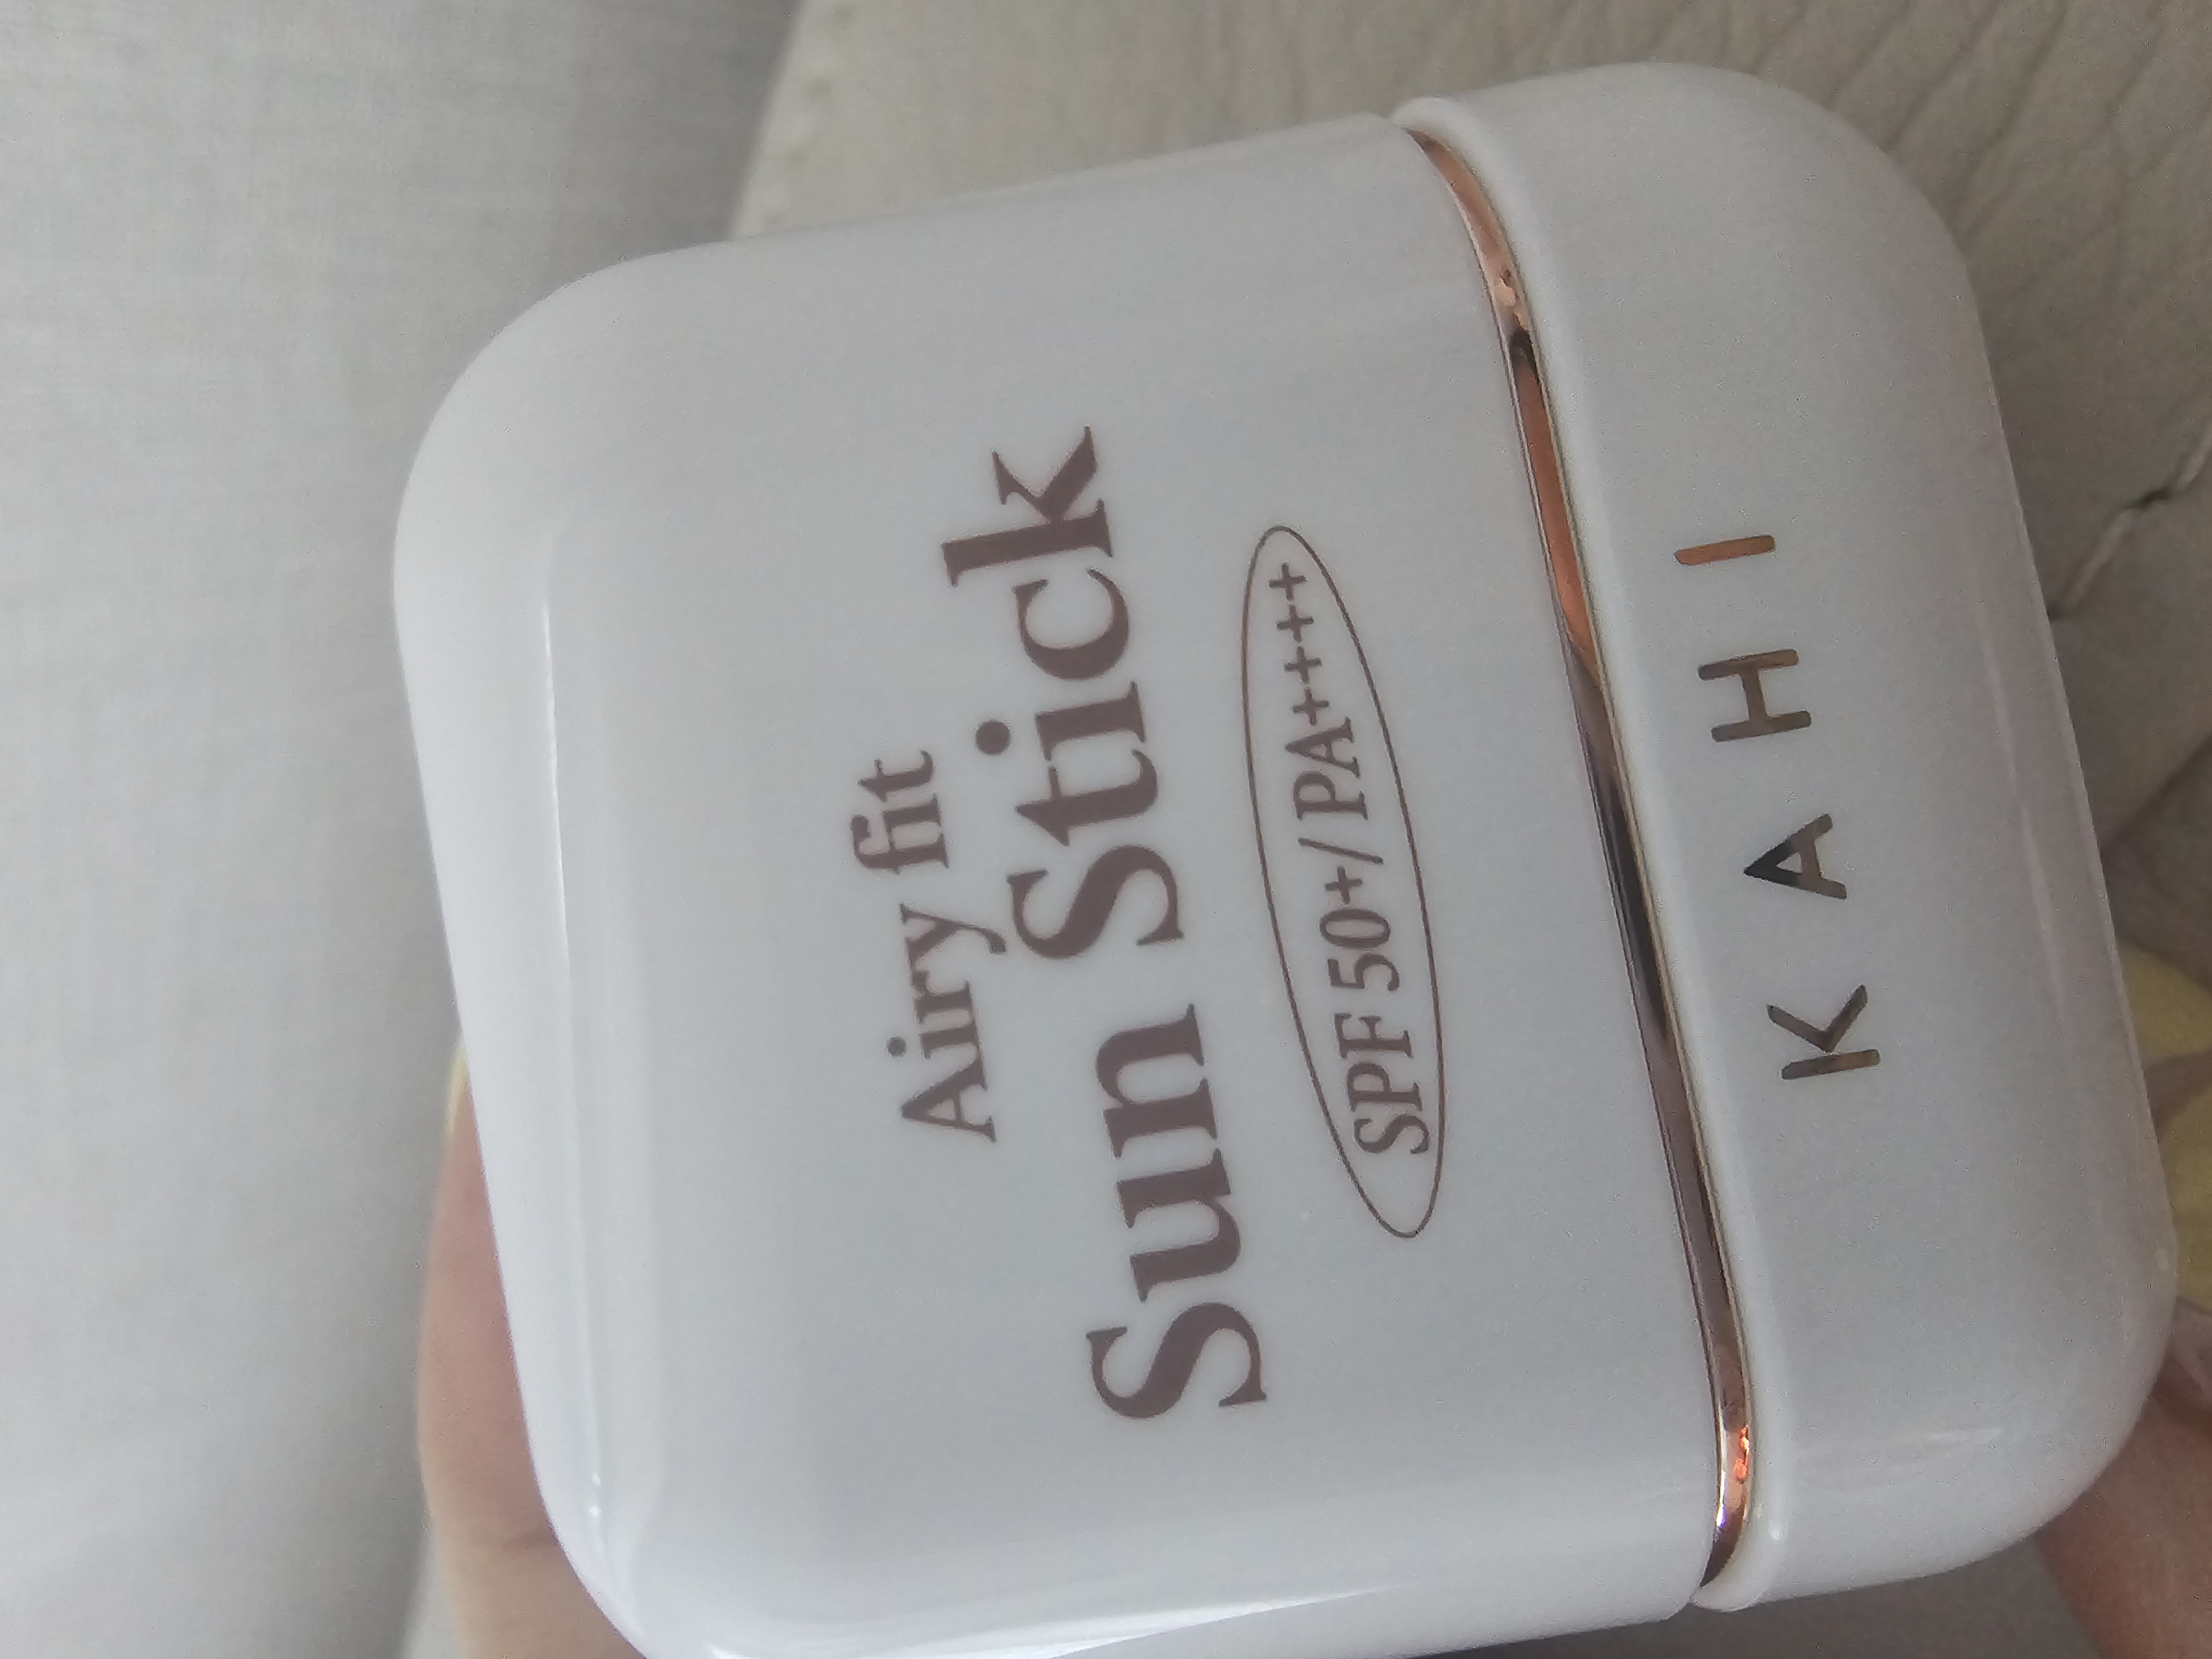 Airy fit
Sun Stick
SPF 50+/PA++++
KAHI